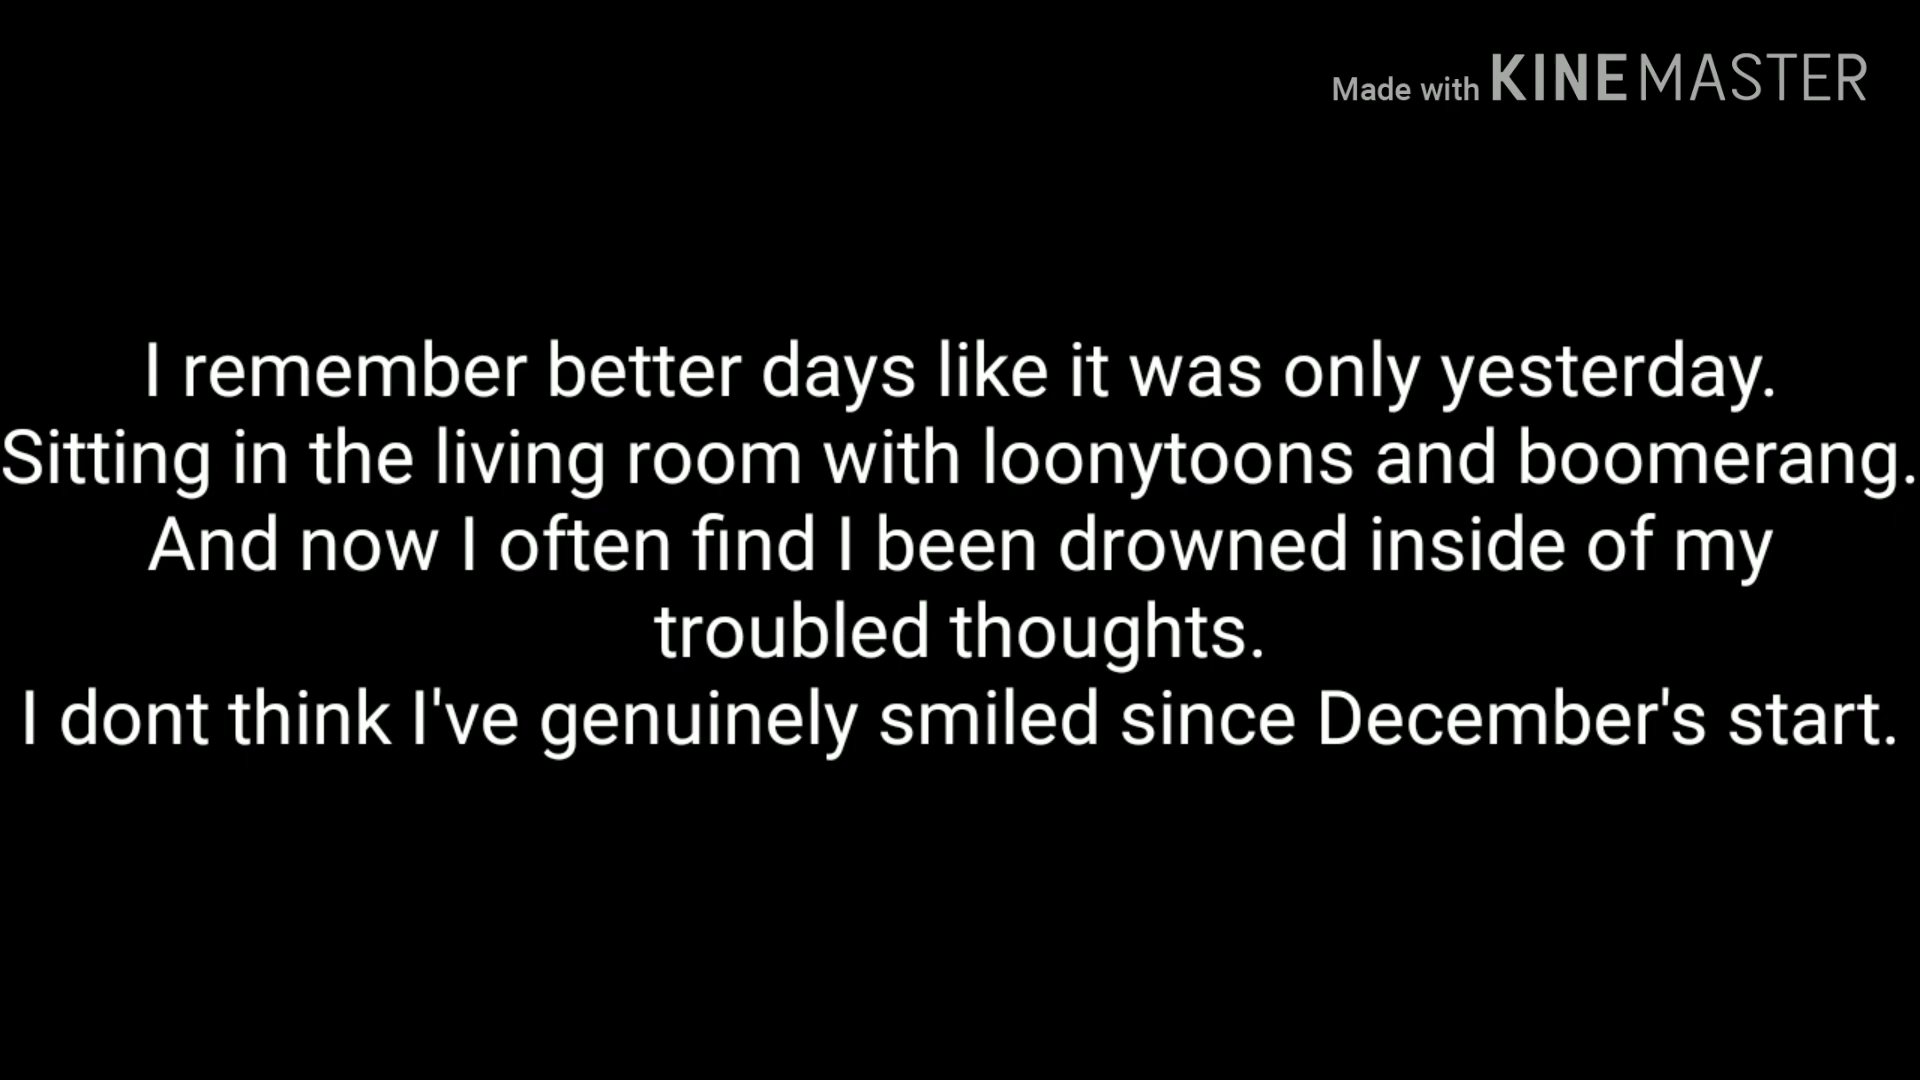 Made with KINEMASTER
I remember better days like it was only yesterday.
Sitting in the living room with loonytoons and boomerang.
And now I often find I been drowned inside of my
troubled thoughts.
I dont think I've genuinely smiled since December's start.